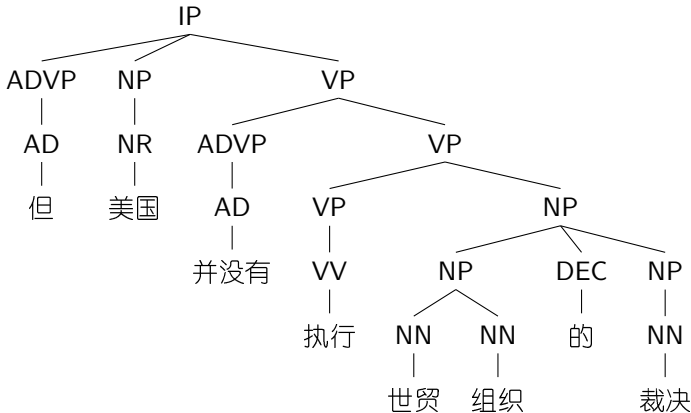 IP
ADVP NP VP
AD NR ADVP VP
但 美国 AD VP NP
并没有 VV NP DEC NP
执行 NN NN 的 NN
世贸 组织 裁决